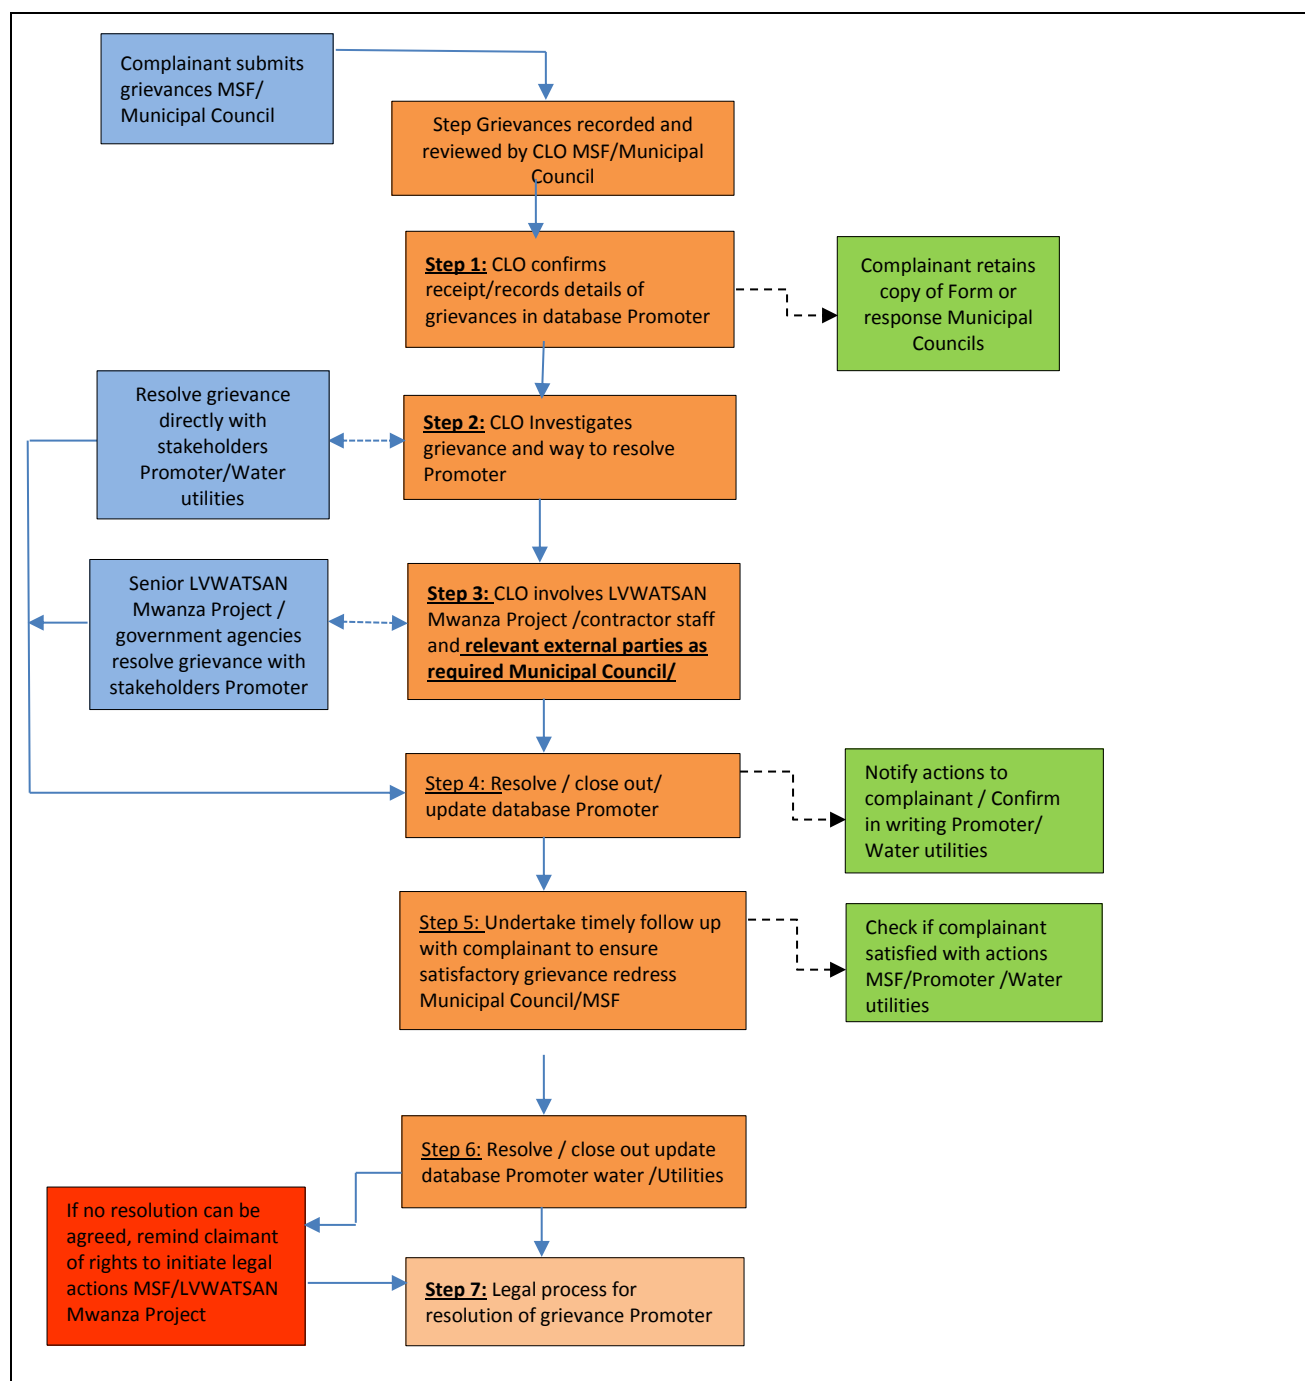 Complainant submits
grievances MSF/
Municipal Council
Step Grievances recorded and
reviewed by CLO MSF/Municipal
Council
Step 1: CLO confirms
receipt/records details of
grievances in database Promoter
Complainant retains
copy of Form or
response Municipal
Councils
Resolve grievance
directly with
stakeholders
Promoter/Water
utilities
Step 2: CLO Investigates
grievance and way to resolve
Promoter
Senior LVWATSAN
Mwanza Project /
government agencies
resolve grievance with
stakeholders Promoter
Step 3: CLO involves LVWATSAN
Mwanza Project /contractor staff
and relevant external parties as
required Municipal Council/
Step 4: Resolve / close out/
update database Promoter
Notify actions to
complainant / Confirm
in writing Promoter/
Water utilities
Step 5: Undertake timely follow up
with complainant to ensure
satisfactory grievance redress
Municipal Council/MSF
Check if complainant
satisfied with actions
MSF/Promoter /Water
utilities
Step 6: Resolve / close out update
database Promoter water /Utilities
If no resolution can be
agreed, remind claimant
of rights to initiate legal
actions MSF/LVWATSAN
Mwanza Project
Step 7: Legal process for
resolution of grievance Promoter